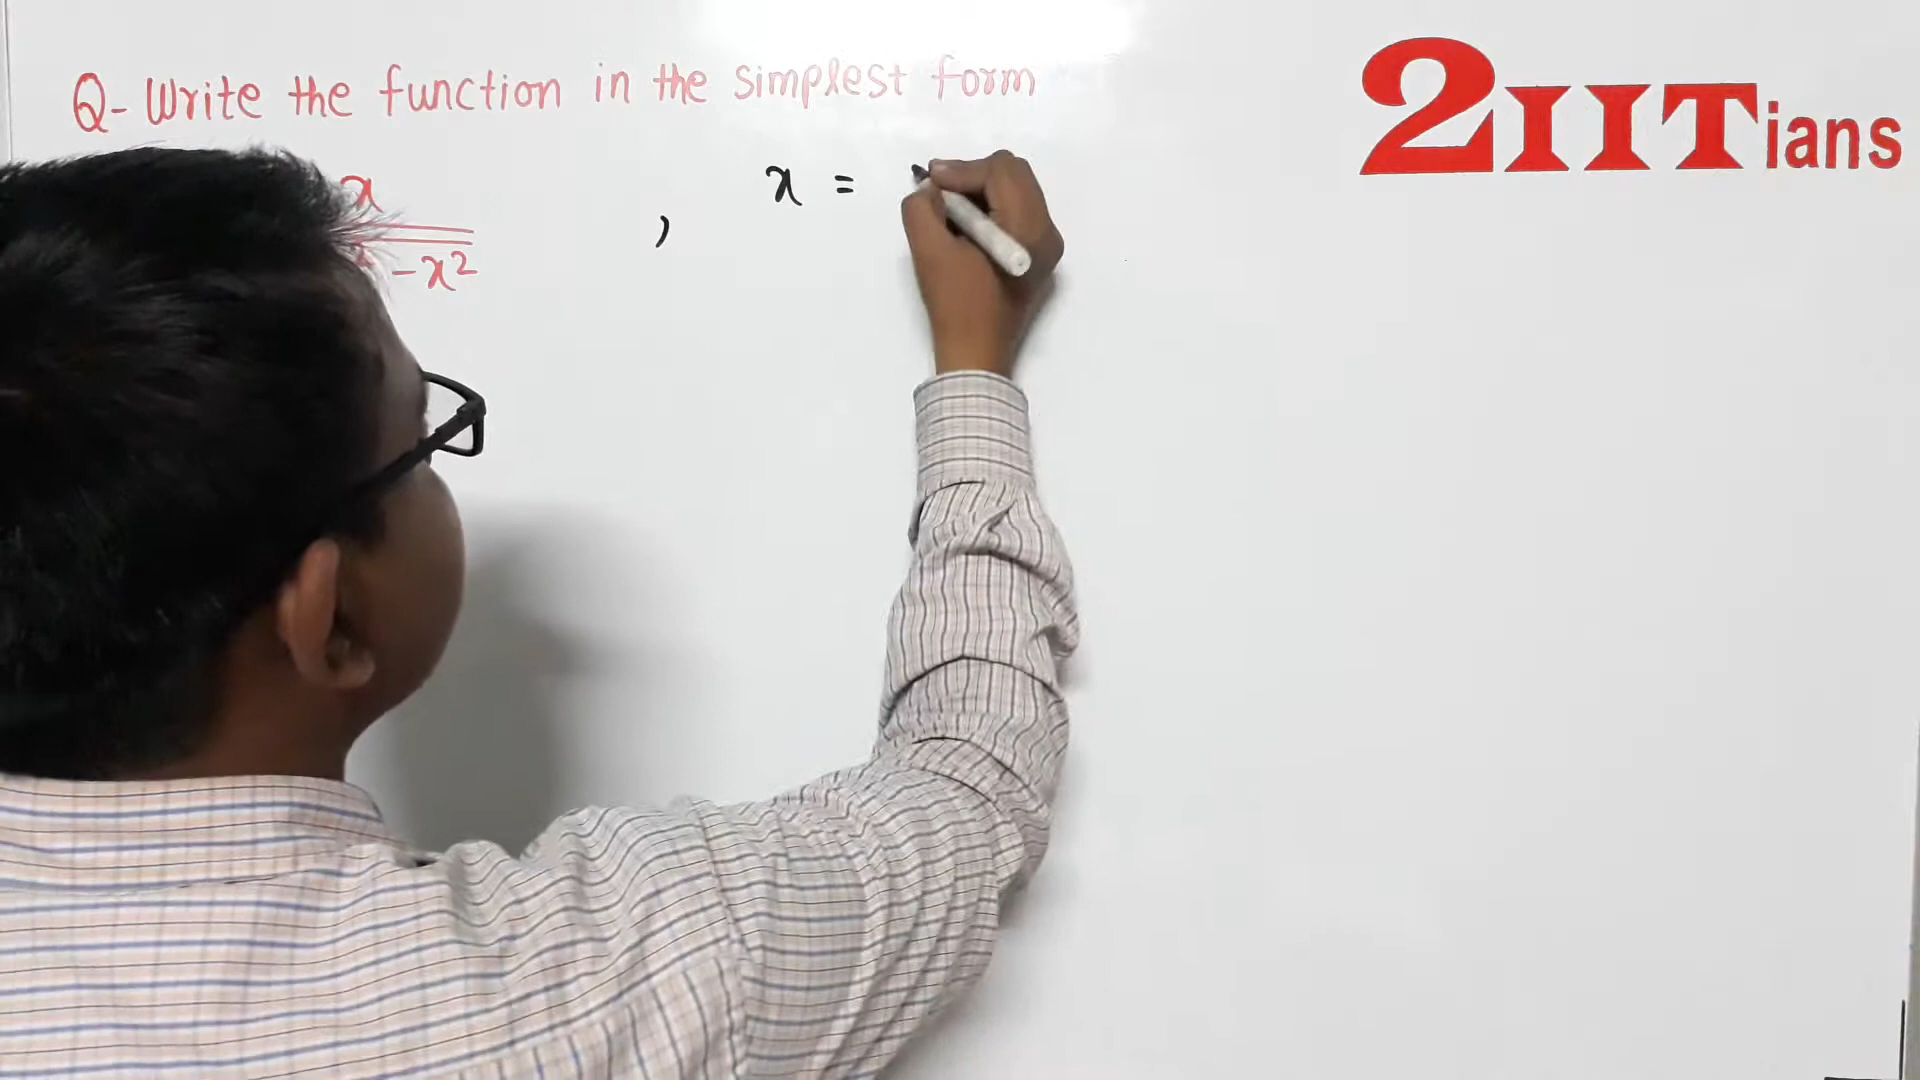 Q- Write the function in the simplest form
2IITians
x
x =
,
-x²